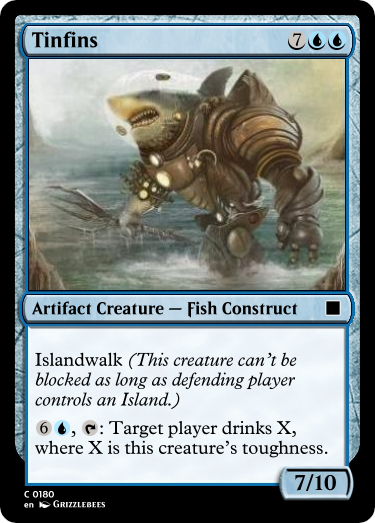 Tinfins
7
Artifact Creature — Fish Construct
Islandwalk (This creature can't be
blocked as long as defending player
controls an Island.)
6, : Target player drinks X,
where X is this creature's toughness.
7/10
C 0180
en GRIZZLEBEES